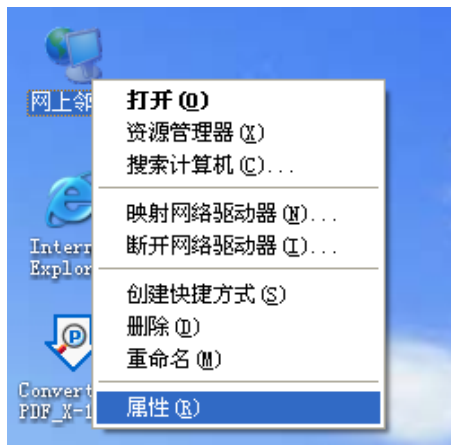 网上邻
打开(O)
资源管理器(X)
搜索计算机(C)...
映射网络驱动器(N)...
断开网络驱动器(I)...
Intern
Explor
创建快捷方式(S)
删除(D)
重命名(M)
Convert
PDF_X-1
属性(R)